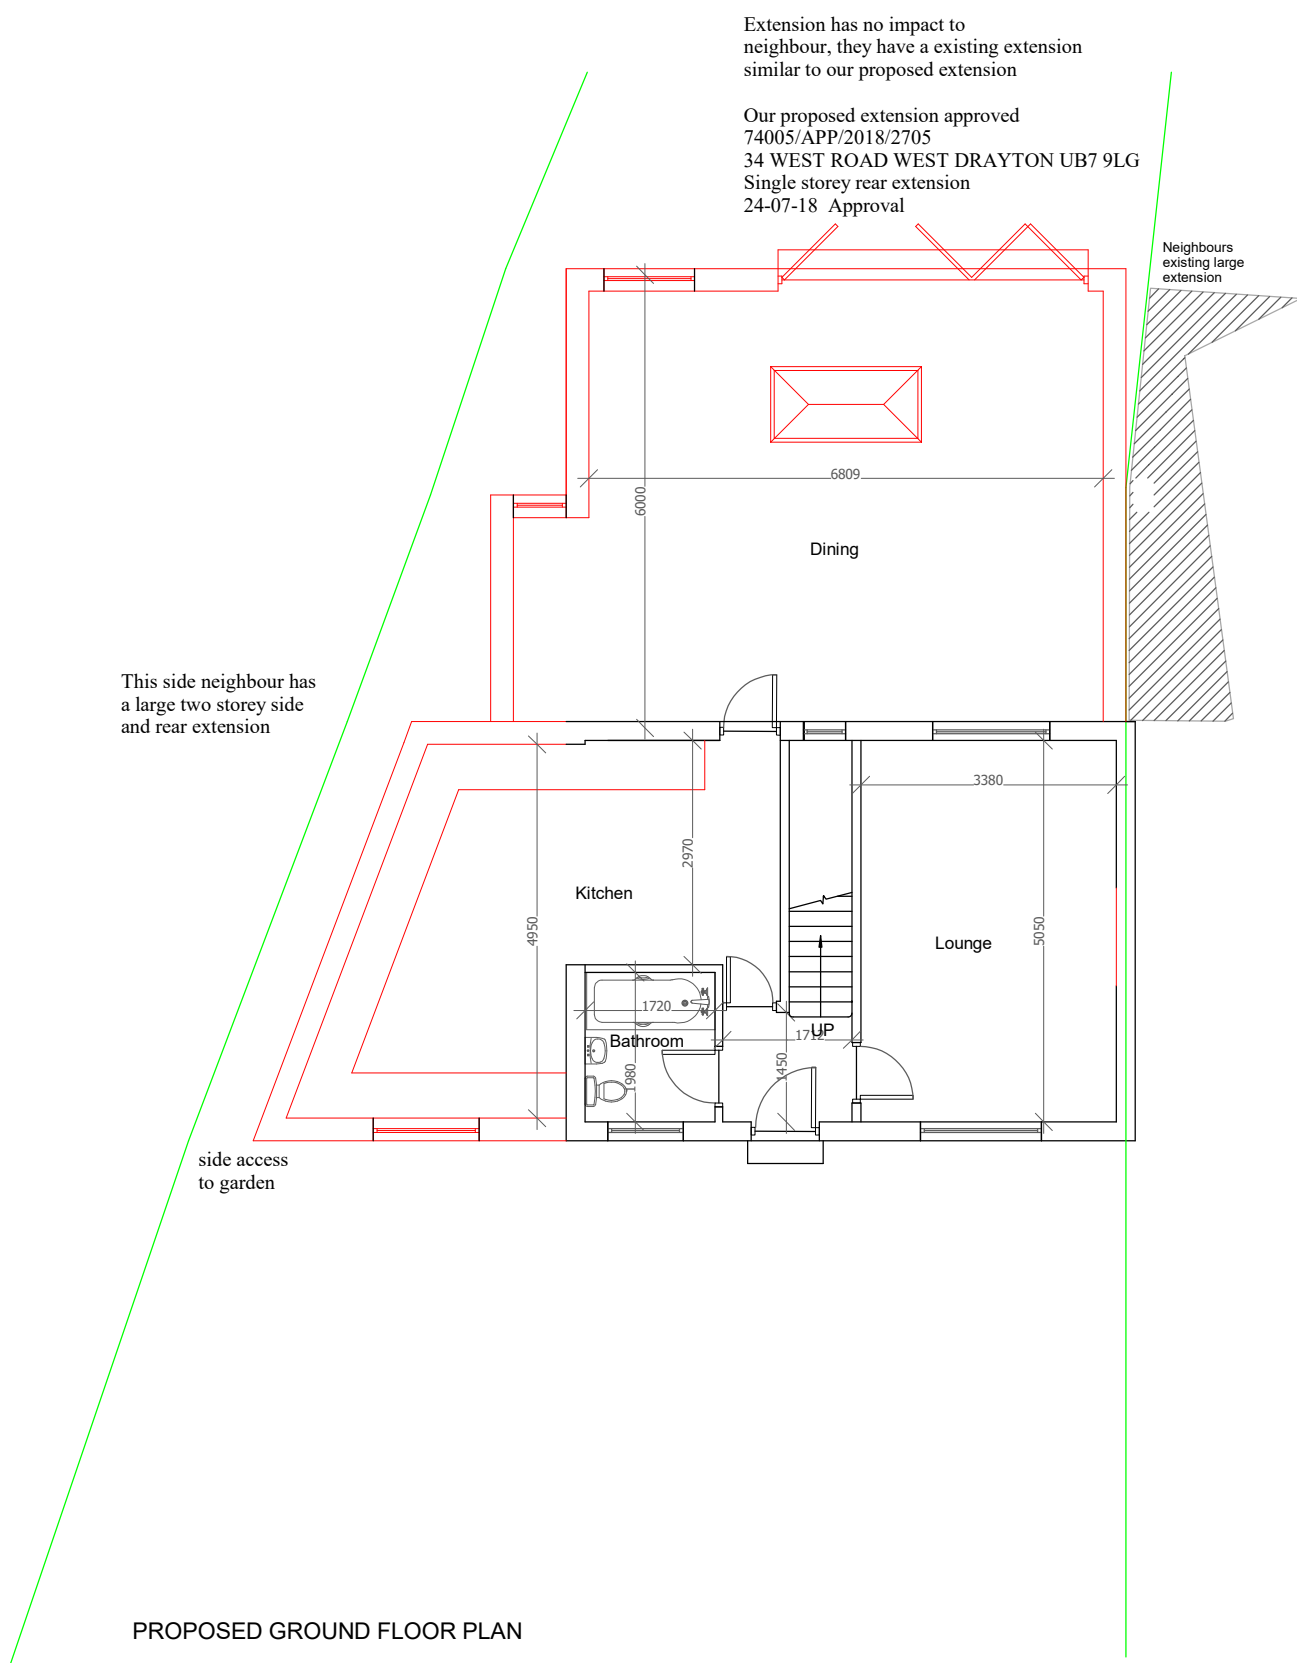 Extension has no impact to
neighbour, they have a existing extension
similar to our proposed extension
Our proposed extension approved
74005/APP/2018/2705
34 WEST ROAD WEST DRAYTON UB7 9LG
Single storey rear extension
24-07-18 Approval
Neighbours
existing large
extension
6809
6000
Dining
This side neighbour has
a large two storey side
and rear extension
3380
2970
Kitchen
4950
5050
Lounge
1720
UP
1712
Bathroom
1980
1450
side access
to garden
PROPOSED GROUND FLOOR PLAN